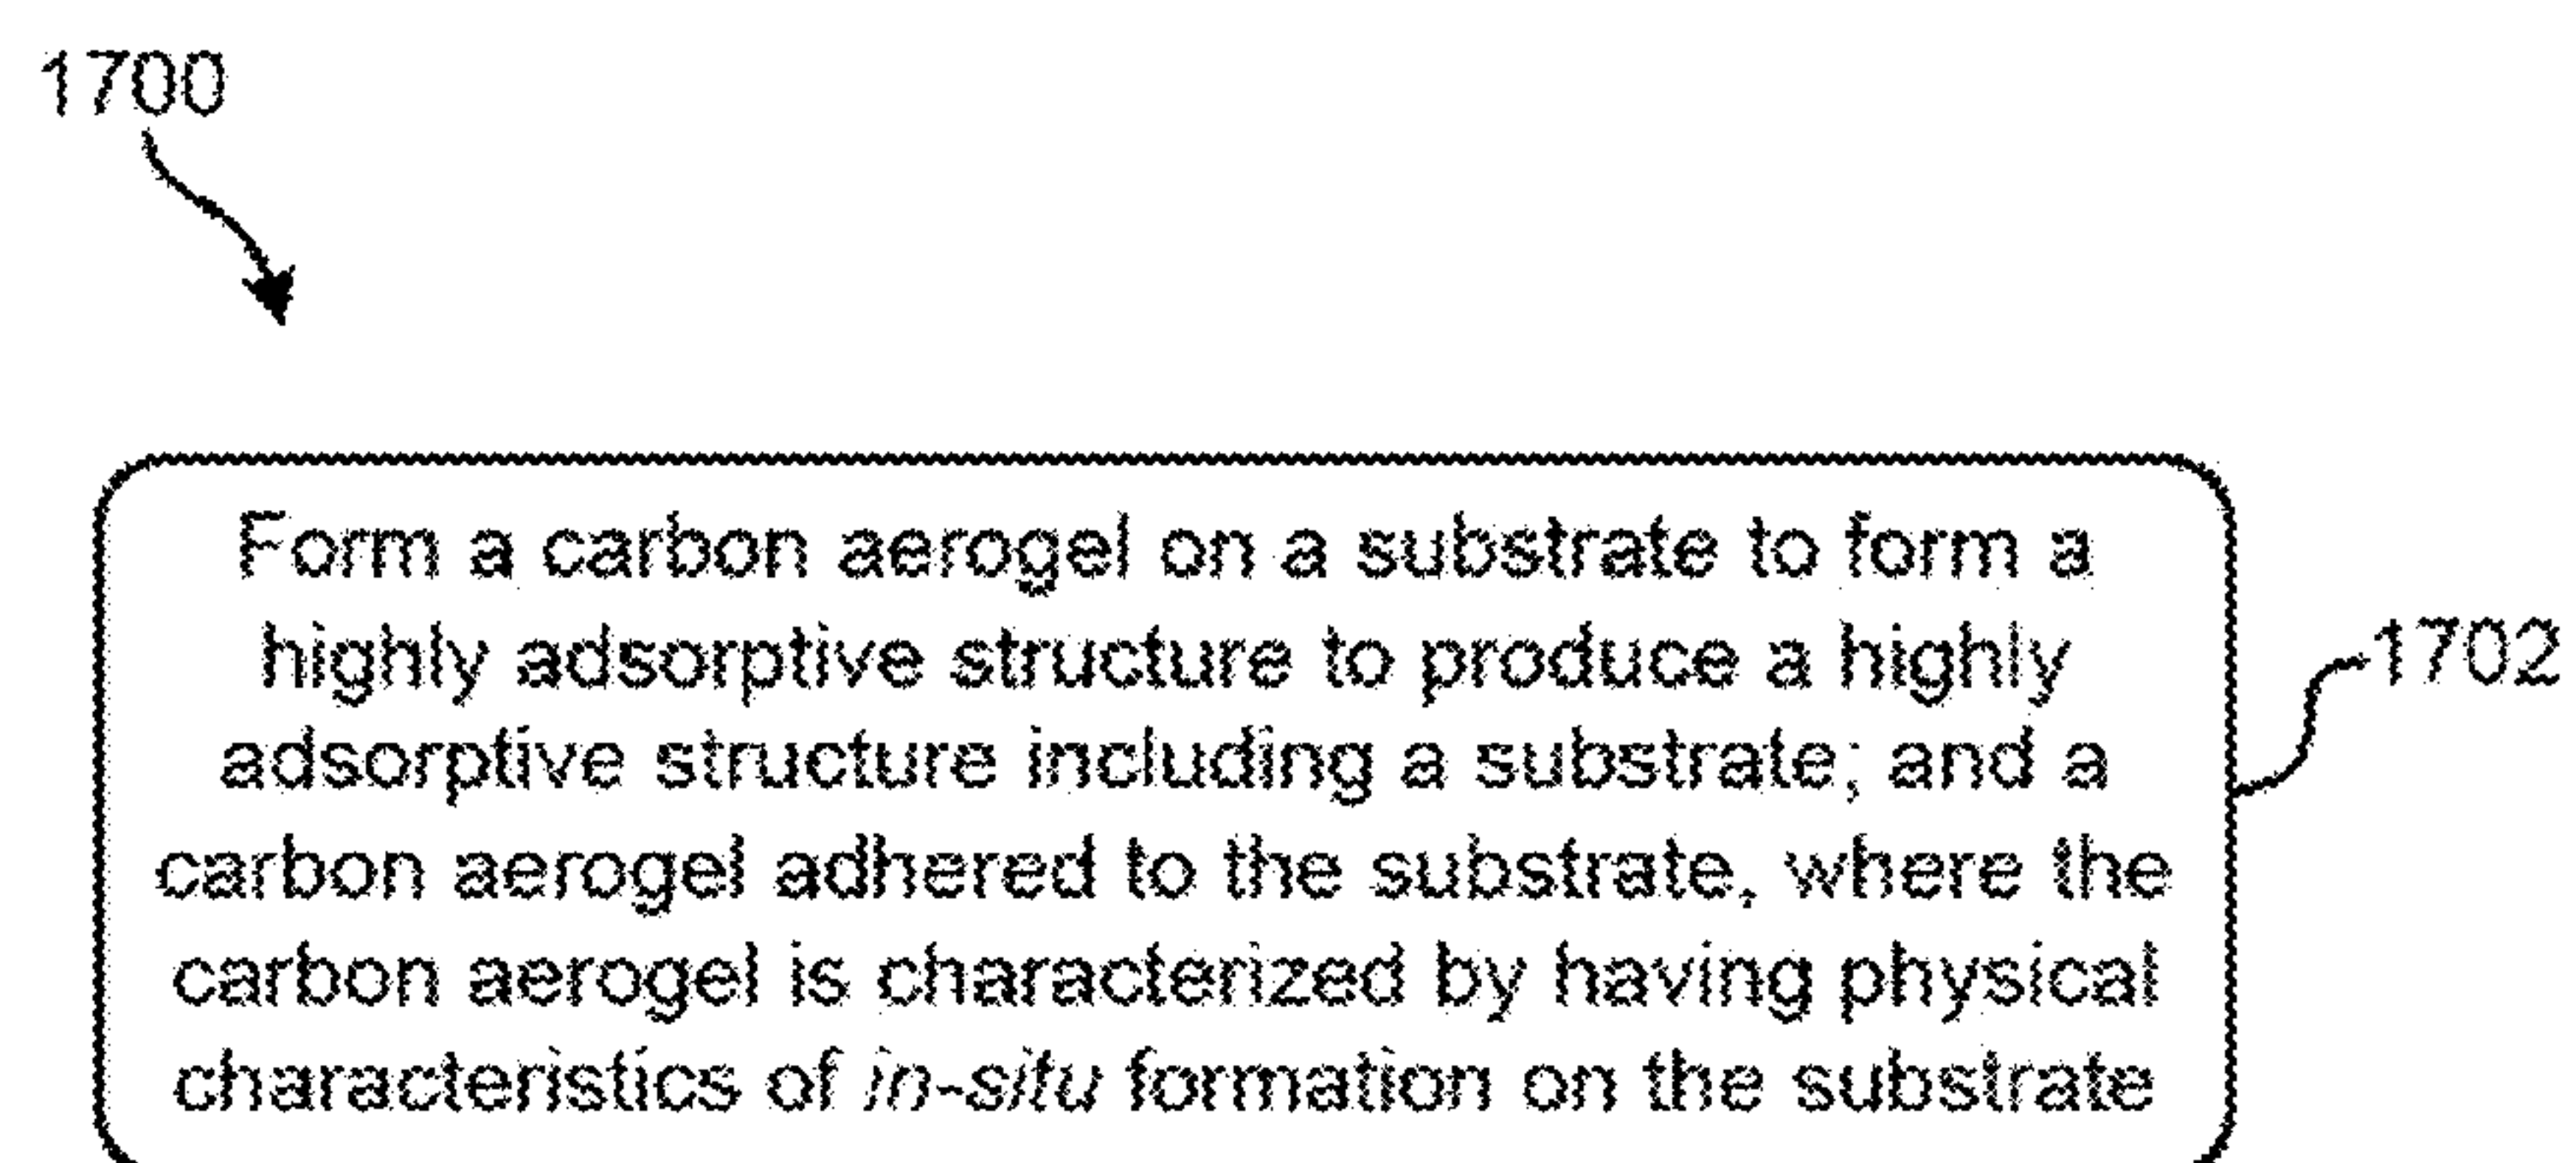 1700
Form a carbon aerogel on a substrate to form a
highly adsorptive structure to produce a highly
adsorptive structure including a substrate; and a
carbon aerogel adhered to the substrate, where the
carbon aerogel is characterized by having physical
characteristics of in-situ formation on the substrate
1702